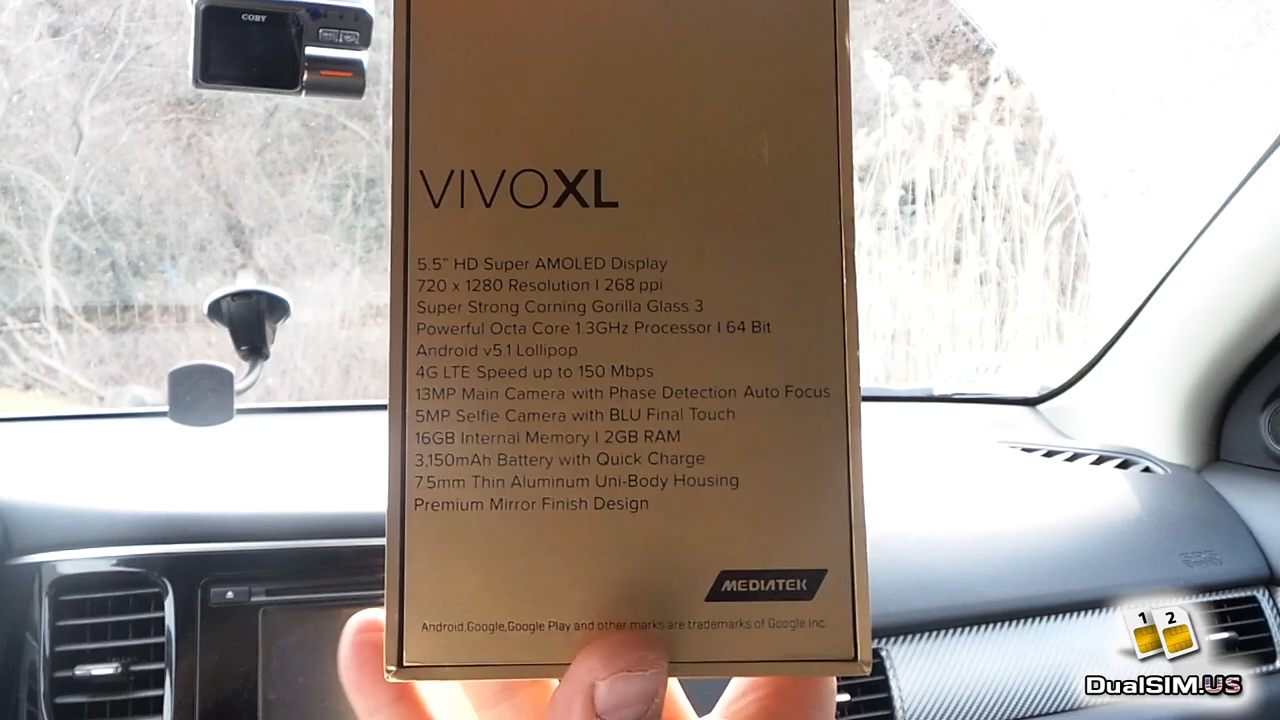 COBY
VIVOXL
5.5" HD Super AMOLED Display
720 x 1280 Resolution | 268 ppi
Super Strong Corning Gorilla Glass 3
Powerful Octa Core 1.3GHz Processor | 64 Bit
Android v5.1 Lollipop
4G LTE Speed up to 150 Mbps
13MP Main Camera with Phase Detection Auto Focus
5MP Selfie Camera with BLU Final Touch
16GB Internal Memory | 2GB RAM
3,150mAh Battery with Quick Charge
7.5mm Thin Aluminum Uni-Body Housing
Premium Mirror Finish Design
MEDIATEK
Android,Google,Google Play and other marks are trademarks of Google Inc.
1 2
DualSIM.US